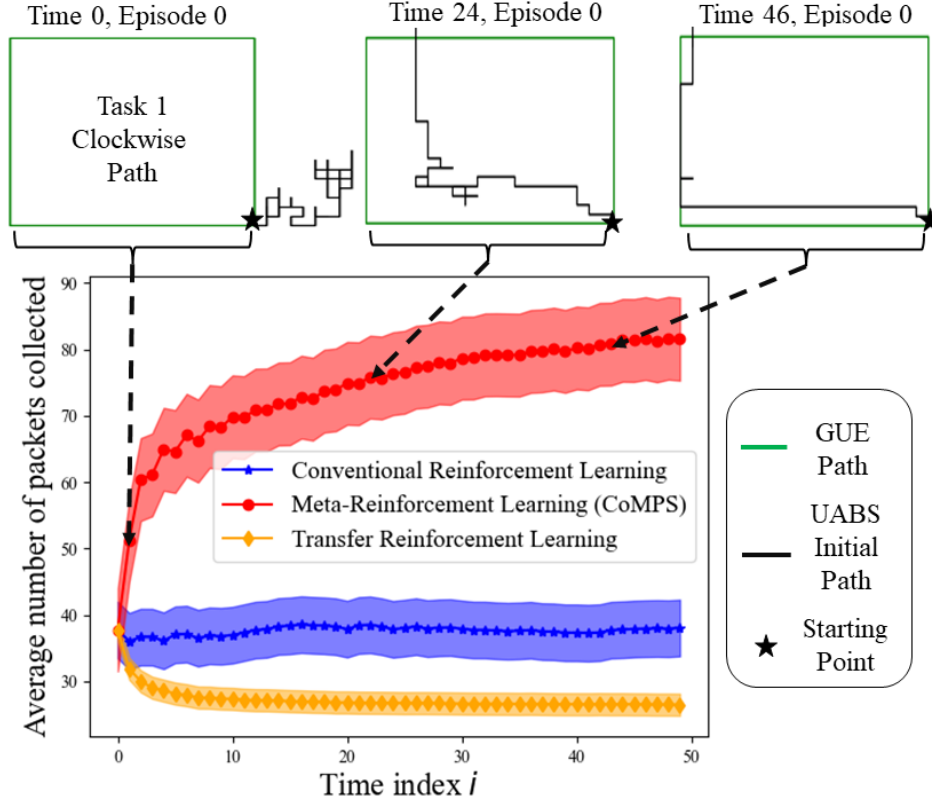 Time 0, Episode 0
Time 24, Episode 0
Time 46, Episode 0
Task 1
Clockwise
Path
Average number of packets collected
90
80
70
60
50
40
30
Conventional Reinforcement Learning
Meta-Reinforcement Learning (CoMPS)
Transfer Reinforcement Learning
0
10
20
30
40
50
Time index i
GUE
Path
UABS
Initial
Path
Starting
Point